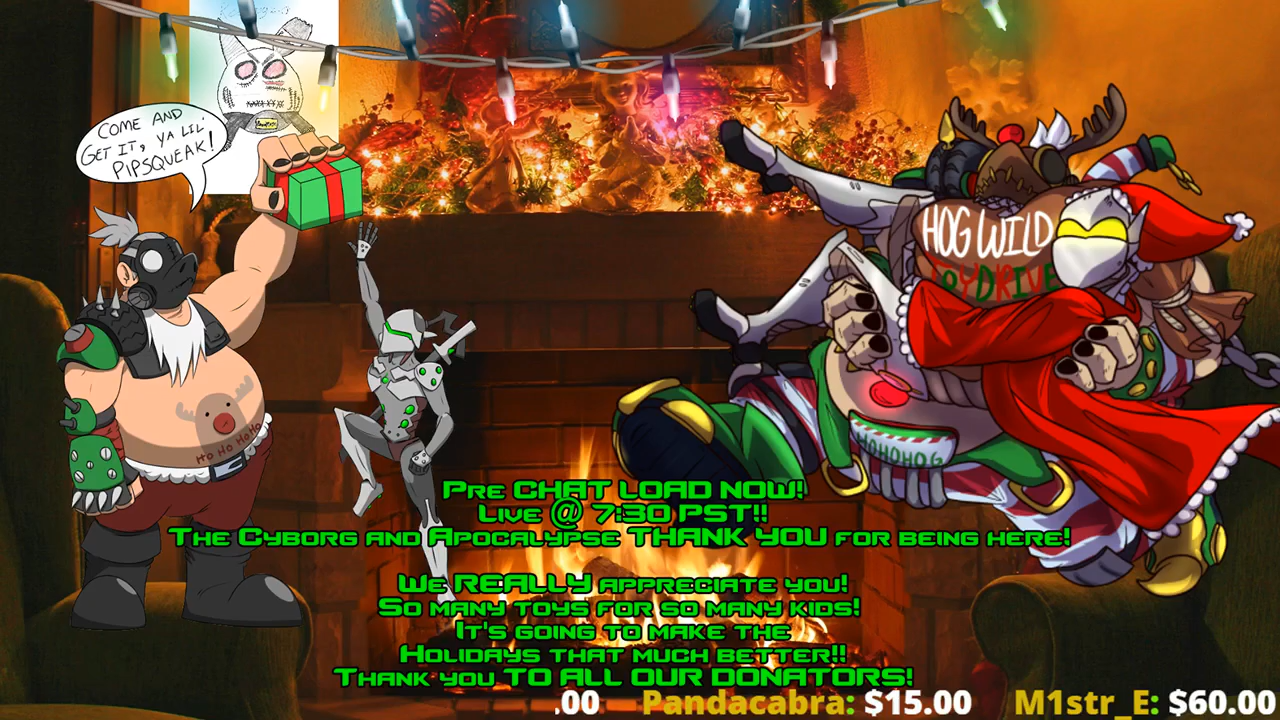 COME AND
GET IT, YA LIL'
PIPSQUEAK!
HO HO HO HO
HOG WILD
TOYDRIVE
HOHOHOG
Pre CHAT LOAD NOW!
Live @ 7:30 PST!!
The Cyborg and Apocalypse THANK YOU for being here!
We REALLY appreciate you!
So many toys for so many kids!
It's going to make the
Holidays that much better!!
Thank you TO ALL OUR DONATORS!
.00 Pandacabra: $15.00 M1str_E: $60.00